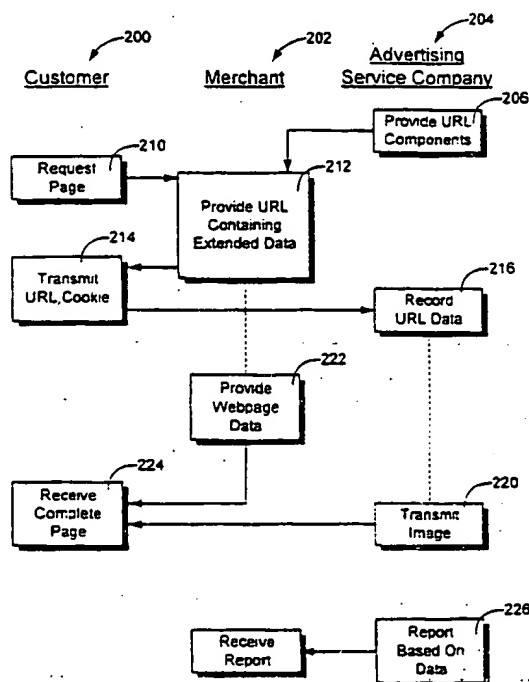 200
202
204
Customer
Merchant
Advertising
Service Company
206
Provide URL
Components
210
Request
Page
212
Provide URL
Containing
Extended Data
214
Transmit
URL,Cookie
216
Record
URL Data
222
Provide
Webpage
Data
224
Receive
Complete
Page
220
Transmit
Image
226
Report
Based On
Data
Receive
Report